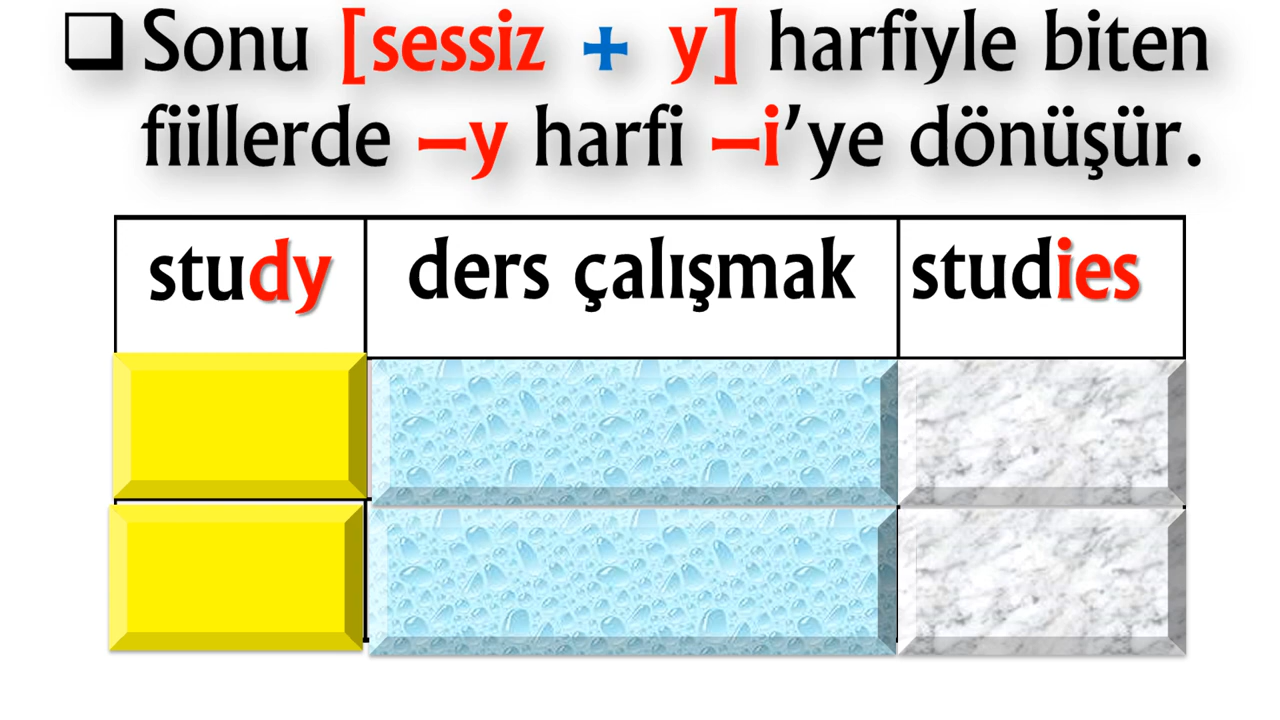 ❑ Sonu [sessiz + y] harfiyle biten
fiillerde –y harfi –i’ye dönüşür.
study ders çalışmak studies